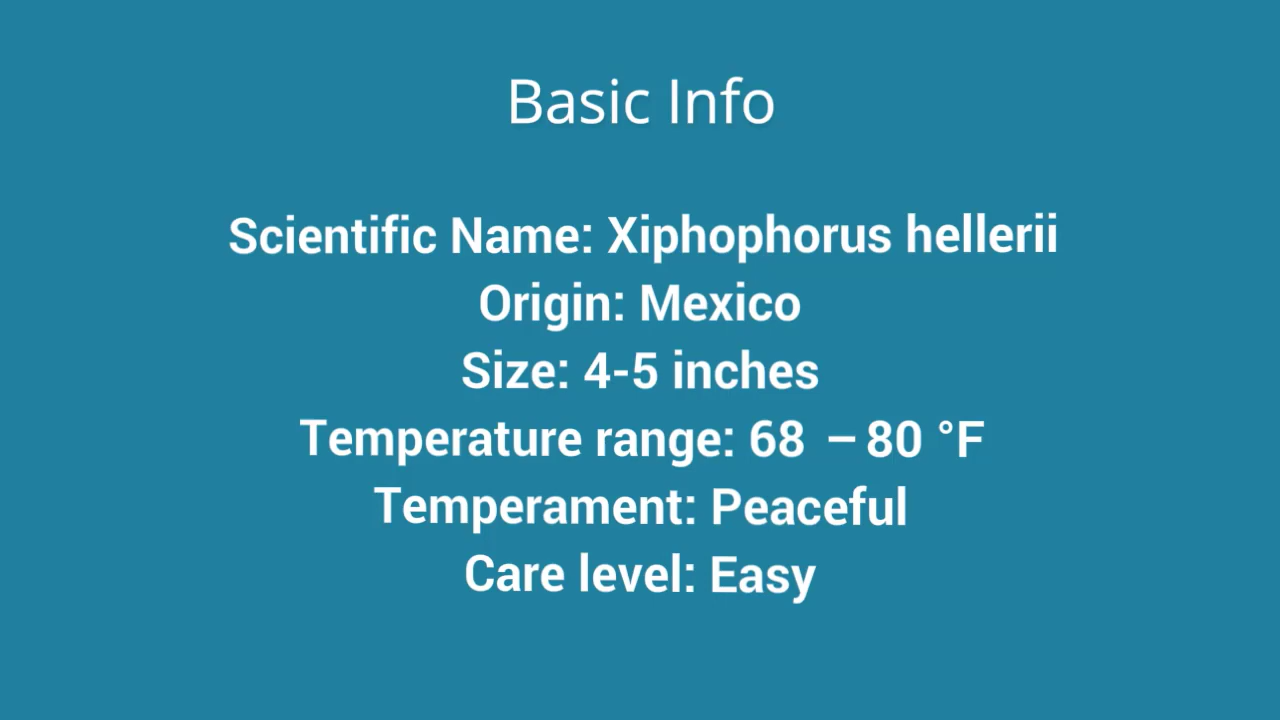 Basic Info
Scientific Name: Xiphophorus hellerii
Origin: Mexico
Size: 4-5 inches
Temperature range: 68 – 80 °F
Temperament: Peaceful
Care level: Easy